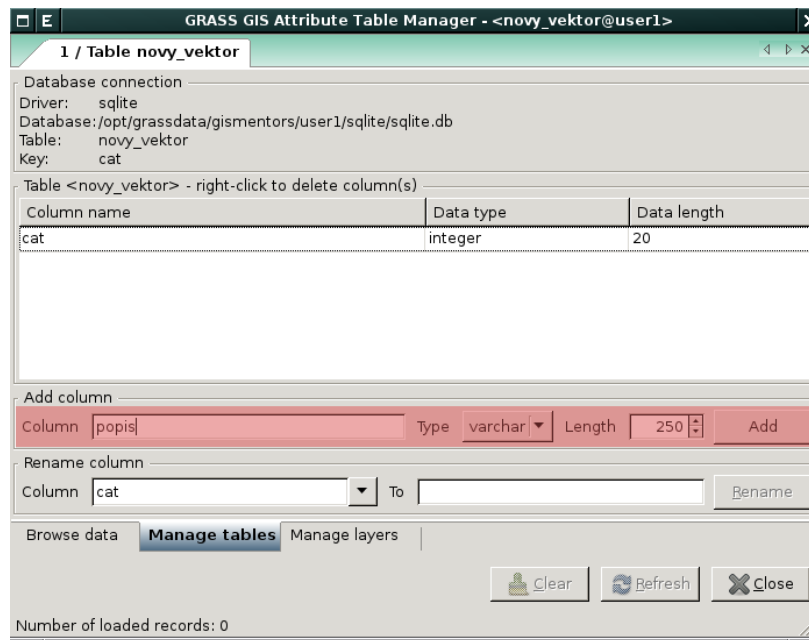 GRASS GIS Attribute Table Manager - <novy_vektor@user1>
1 / Table novy_vektor
Database connection
Driver: sqlite
Database:/opt/grassdata/gismentors/user1/sqlite/sqlite.db
Table: novy_vektor
Key: cat
Table <novy_vektor> - right-click to delete column(s)
Column name Data type Data length
cat integer 20
Add column
Column popis Type varchar Length 250 Add
Rename column
Column cat To Rename
Browse data Manage tables Manage layers
Clear Refresh Close
Number of loaded records: 0